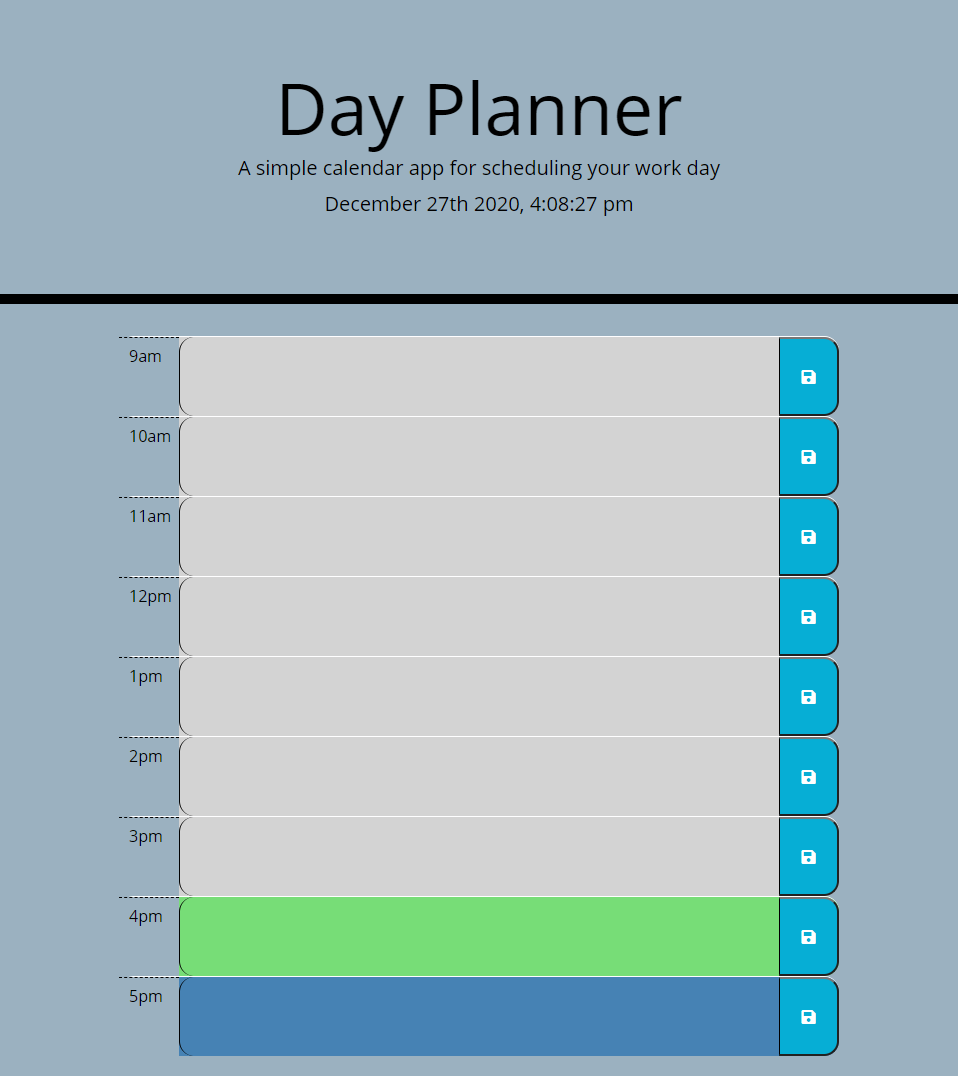 Day Planner
A simple calendar app for scheduling your work day
December 27th 2020, 4:08:27 pm
9am
10am
11am
12pm
1pm
2pm
3pm
4pm
5pm